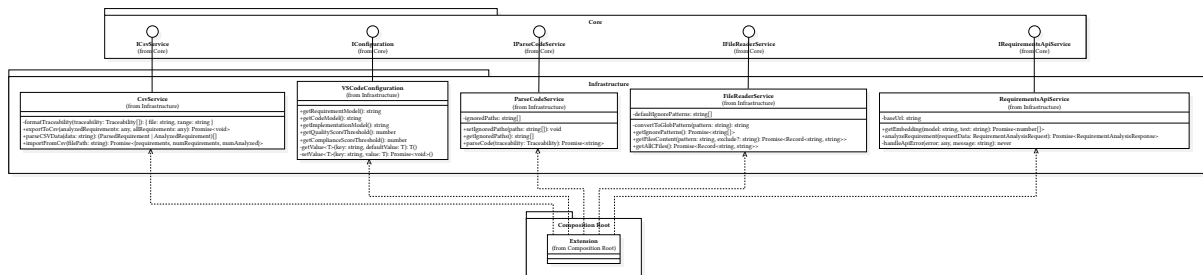 Core
ICsvService
(from Core)
IConfiguration
(from Core)
IParseCodeService
(from Core)
IFileReaderService
(from Core)
IRequirementsApiService
(from Core)
Infrastructure
CsvService
(from Infrastructure)
-formatTraceability(traceability: Traceability[]: { file: string, range: string }
+exportToCsv(analyzedRequirements: any, allRequirements: any): Promise<void>
+parseCSVData(data: string): (ParsedRequirement | AnalyzedRequirement)[]
+importFromCsv(filePath: string): Promise<{requirements, numRequirements, numAnalyzed>
VSCodeConfiguration
(from Infrastructure)
+getRequirementModel(): string
+getCodeModel(): string
+getImplementationModel(): string
+getQualityScoreThreshold(): number
+getComplianceScoreThreshold(): number
-getValue<T>(key: string, defaultValue: T): T()
-setValue<T>(key: string, value: T): Promise<void>()
ParseCodeService
(from Infrastructure)
-ignoredPaths: string[]
+setIgnoredPaths(paths: string[]): void
+getIgnoredPaths(): string[]
+parseCode(traceability: Traceability): Promise<string>
FileReaderService
(from Infrastructure)
-defaultIgnorePatterns: string[]
-convertToGlobPattern(pattern: string): string
+getIgnorePatterns(): Promise<string[]>
+getFilesContent(pattern: string, exclude?: string): Promise<Record<string, string>>
+getAllCFiles(): Promise<Record<string, string>>
RequirementsApiService
(from Infrastructure)
-baseUrl: string
+getEmbedding(model: string, text: string): Promise<number[]>
+analyzeRequirement(requestData: RequirementAnalysisRequest): Promise<RequirementAnalysisResponse>
-handleApiError(error: any, message: string): never
Composition Root
Extension
(from Composition Root)